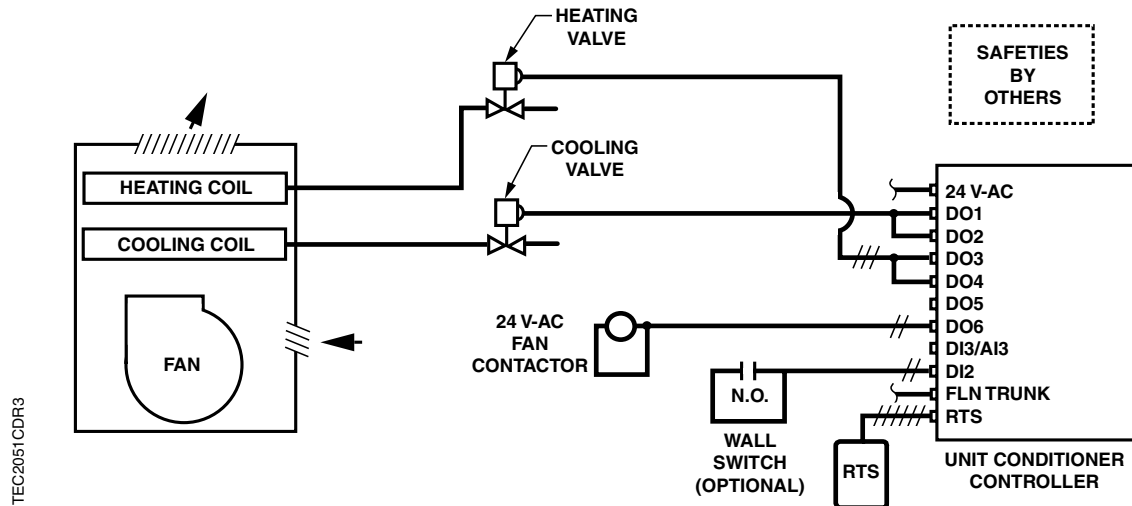 HEATING
VALVE
SAFETIES
BY
OTHERS
COOLING
VALVE
HEATING COIL
COOLING COIL
FAN
24 V-AC
FAN
CONTACTOR
N.O.
WALL
SWITCH
(OPTIONAL)
RTS
24 V-AC
DO1
DO2
DO3
DO4
DO5
DO6
DI3/AI3
DI2
FLN TRUNK
RTS
UNIT CONDITIONER
CONTROLLER
TEC2051CDR3